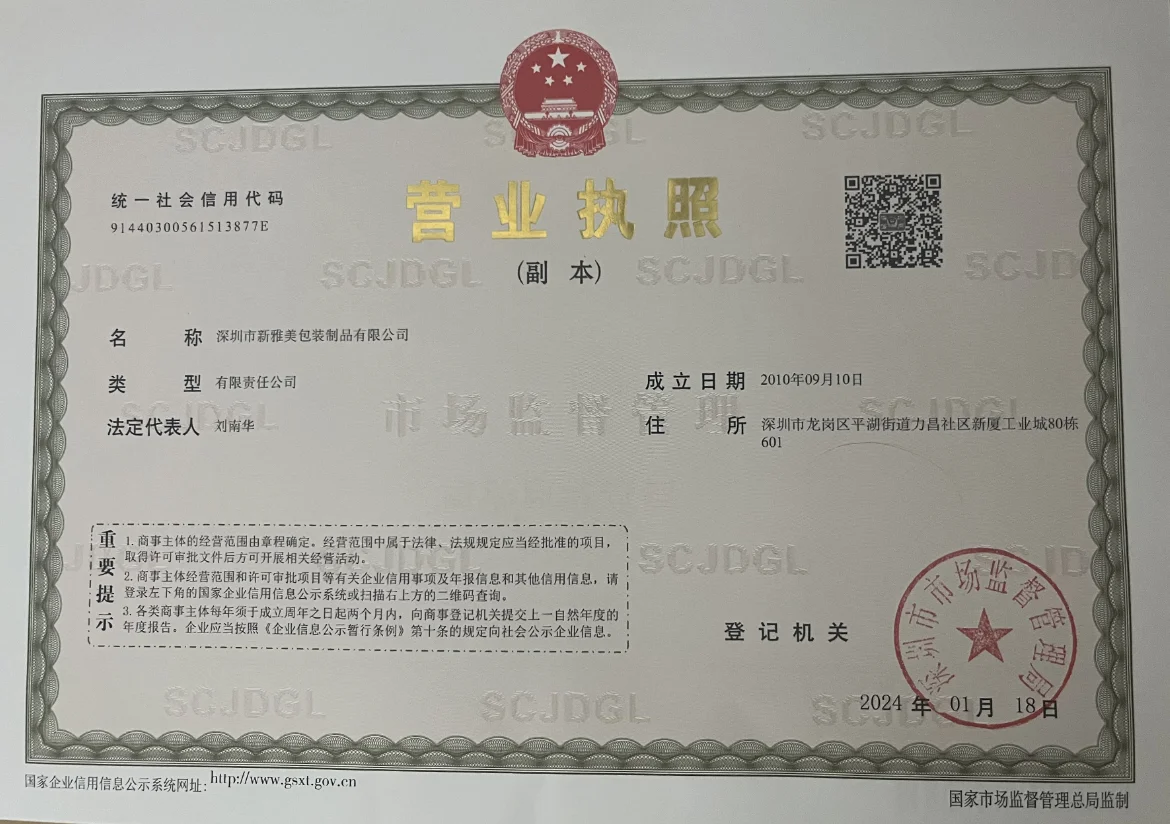 统一社会信用代码
91440300561513877E
营业执照
(副 本)
名 称 深圳市新雅美包装制品有限公司
类 型 有限责任公司
成立日期 2010年09月10日
法定代表人 刘南华
住 所 深圳市龙岗区平湖街道力昌社区新厦工业城80栋
601
重要提示
1. 商事主体的经营范围由章程确定。经营范围中属于法律、法规规定应当经批准的项目，
取得许可审批文件后方可开展相关经营活动。
2. 商事主体经营范围和许可审批项目等有关企业信用事项及年报信息和其他信用信息，请
登录左下角的国家企业信用信息公示系统或扫描右上方的二维码查询。
3. 各类商事主体每年须于成立周年之日起两个月内，向商事登记机关提交上一自然年度的
年度报告。企业应当按照《企业信息公示暂行条例》第十条的规定向社会公示企业信息。
登记机关
深圳市市场监督管理局
2024 年 01 月 18 日
国家企业信用信息公示系统网址: http://www.gsxt.gov.cn
国家市场监督管理总局监制
SCJDGL
SCJDGL
SCJDGL
JDGL
SCJDGL
SCJDGL
SCJD
SCJDGL
市场监督管理
SCJDGL
SCJDGL
SCJDGL
SCJDGL
SCJDGL